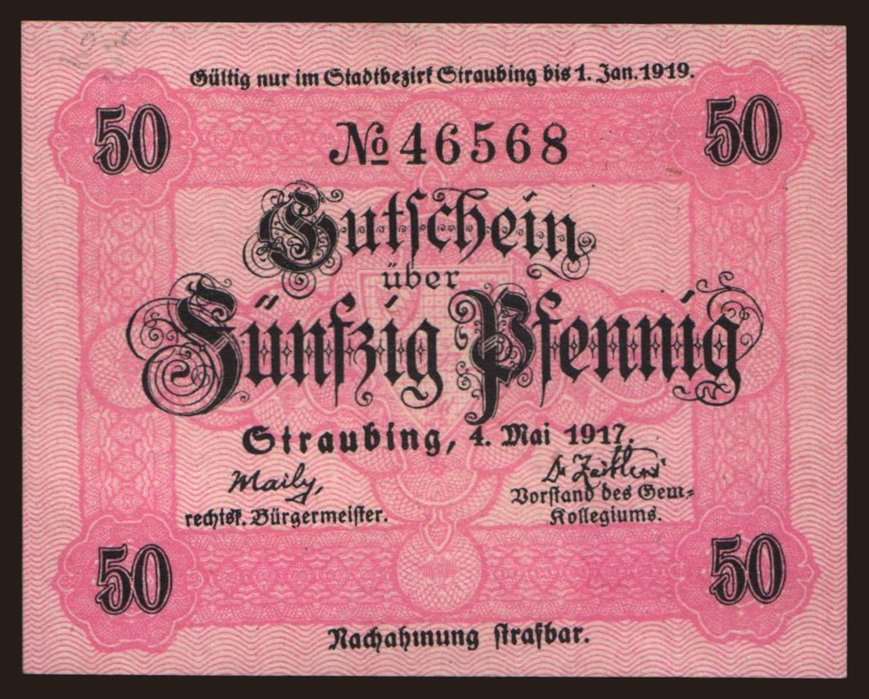 Gültig nur im Stadtbezirk Straubing bis 1. Jan. 1919.
50 50
№ 46568
Gutschein
über
Fünfzig Pfennig
Straubing, 4. Mai 1917.
rechtsk. Bürgermeister.
Vorstand des Gem-
Kollegiums.
50 50
Nachahmung strafbar.